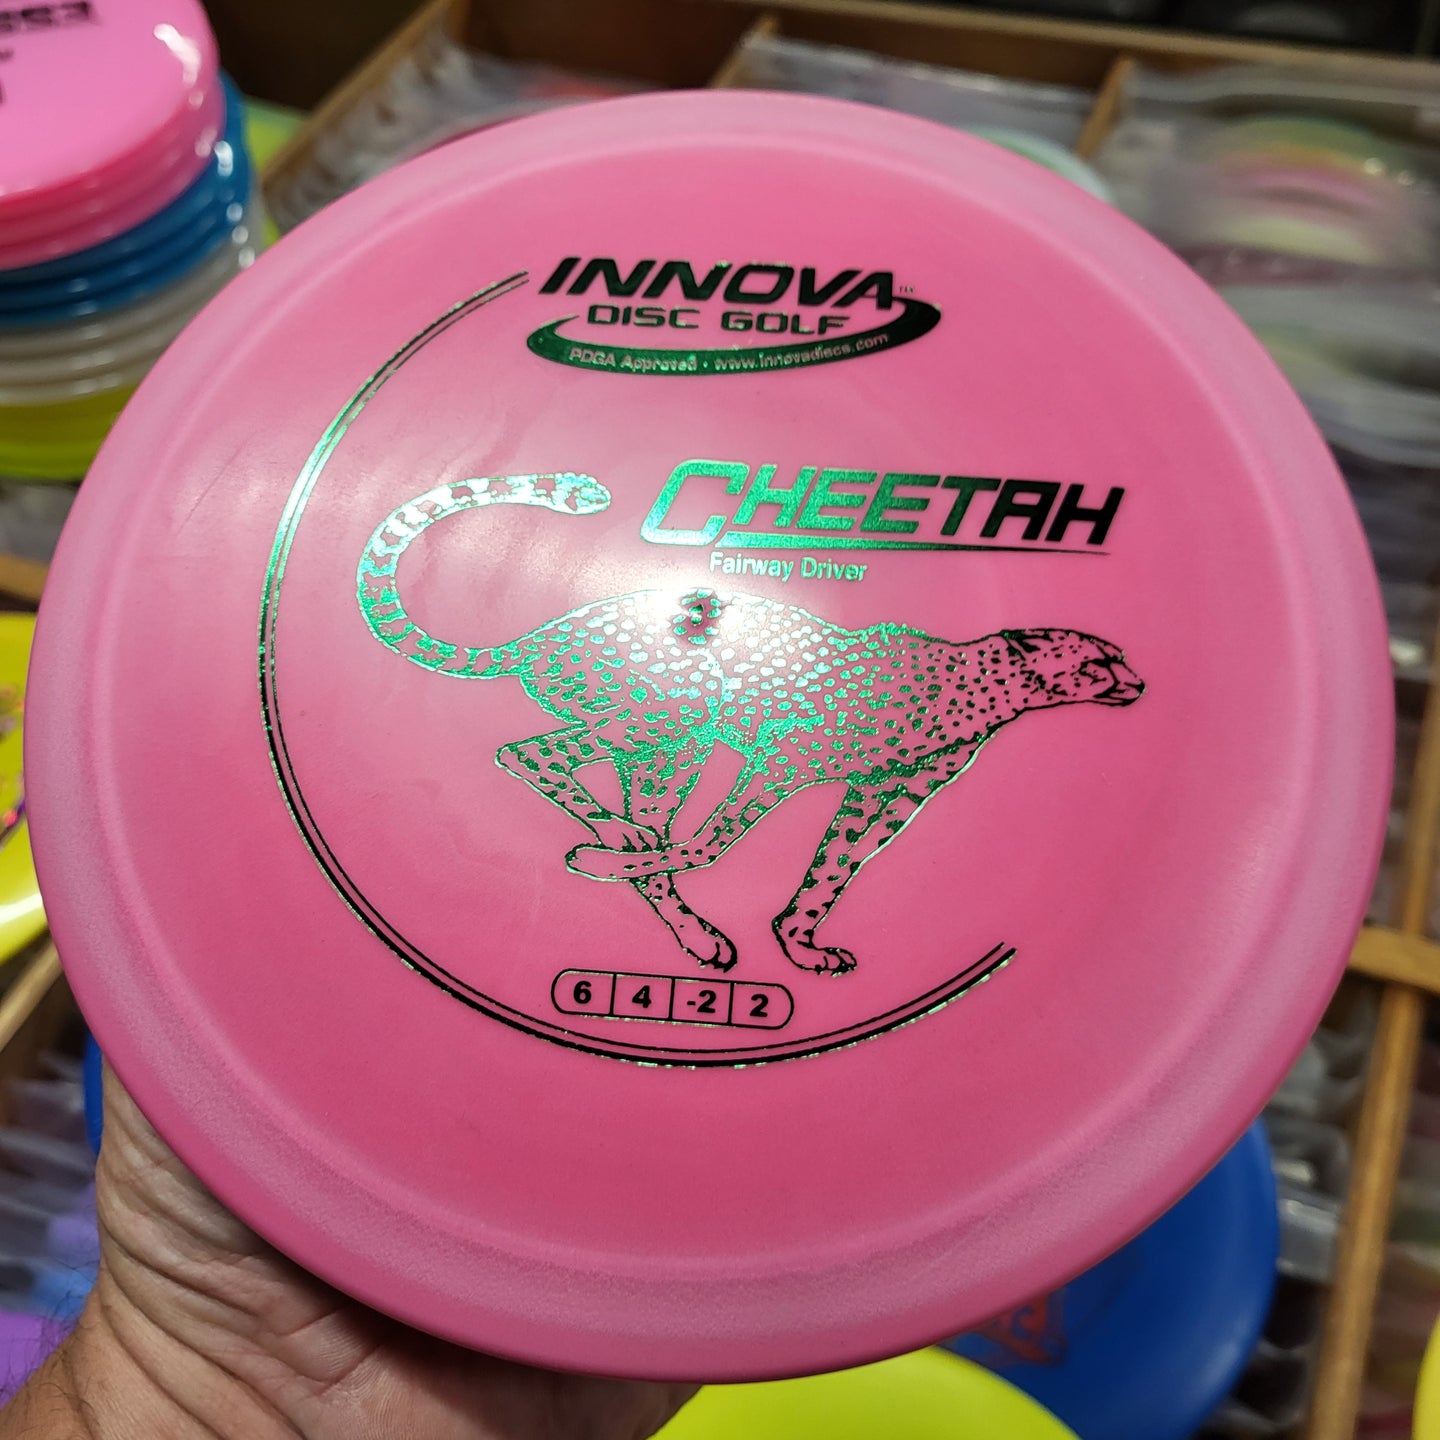 INNOVA
DISC GOLF
PDGA Approved • www.innovadiscs.com
CHEETAH
Fairway Driver
6 4 -2 2